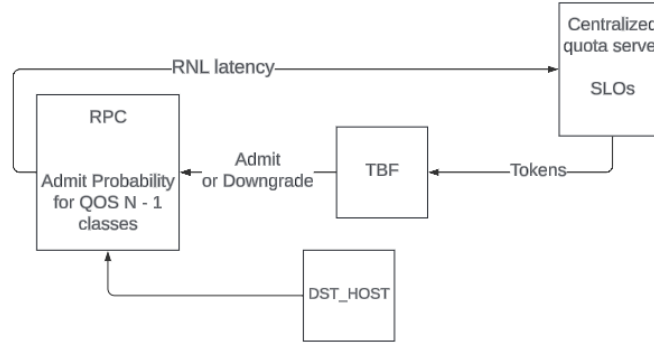 Centralized
quota serve
SLOs
RNL latency
RPC
Admit Probability
for QOS N - 1
classes
Admit
or Downgrade
TBF
Tokens
DST_HOST